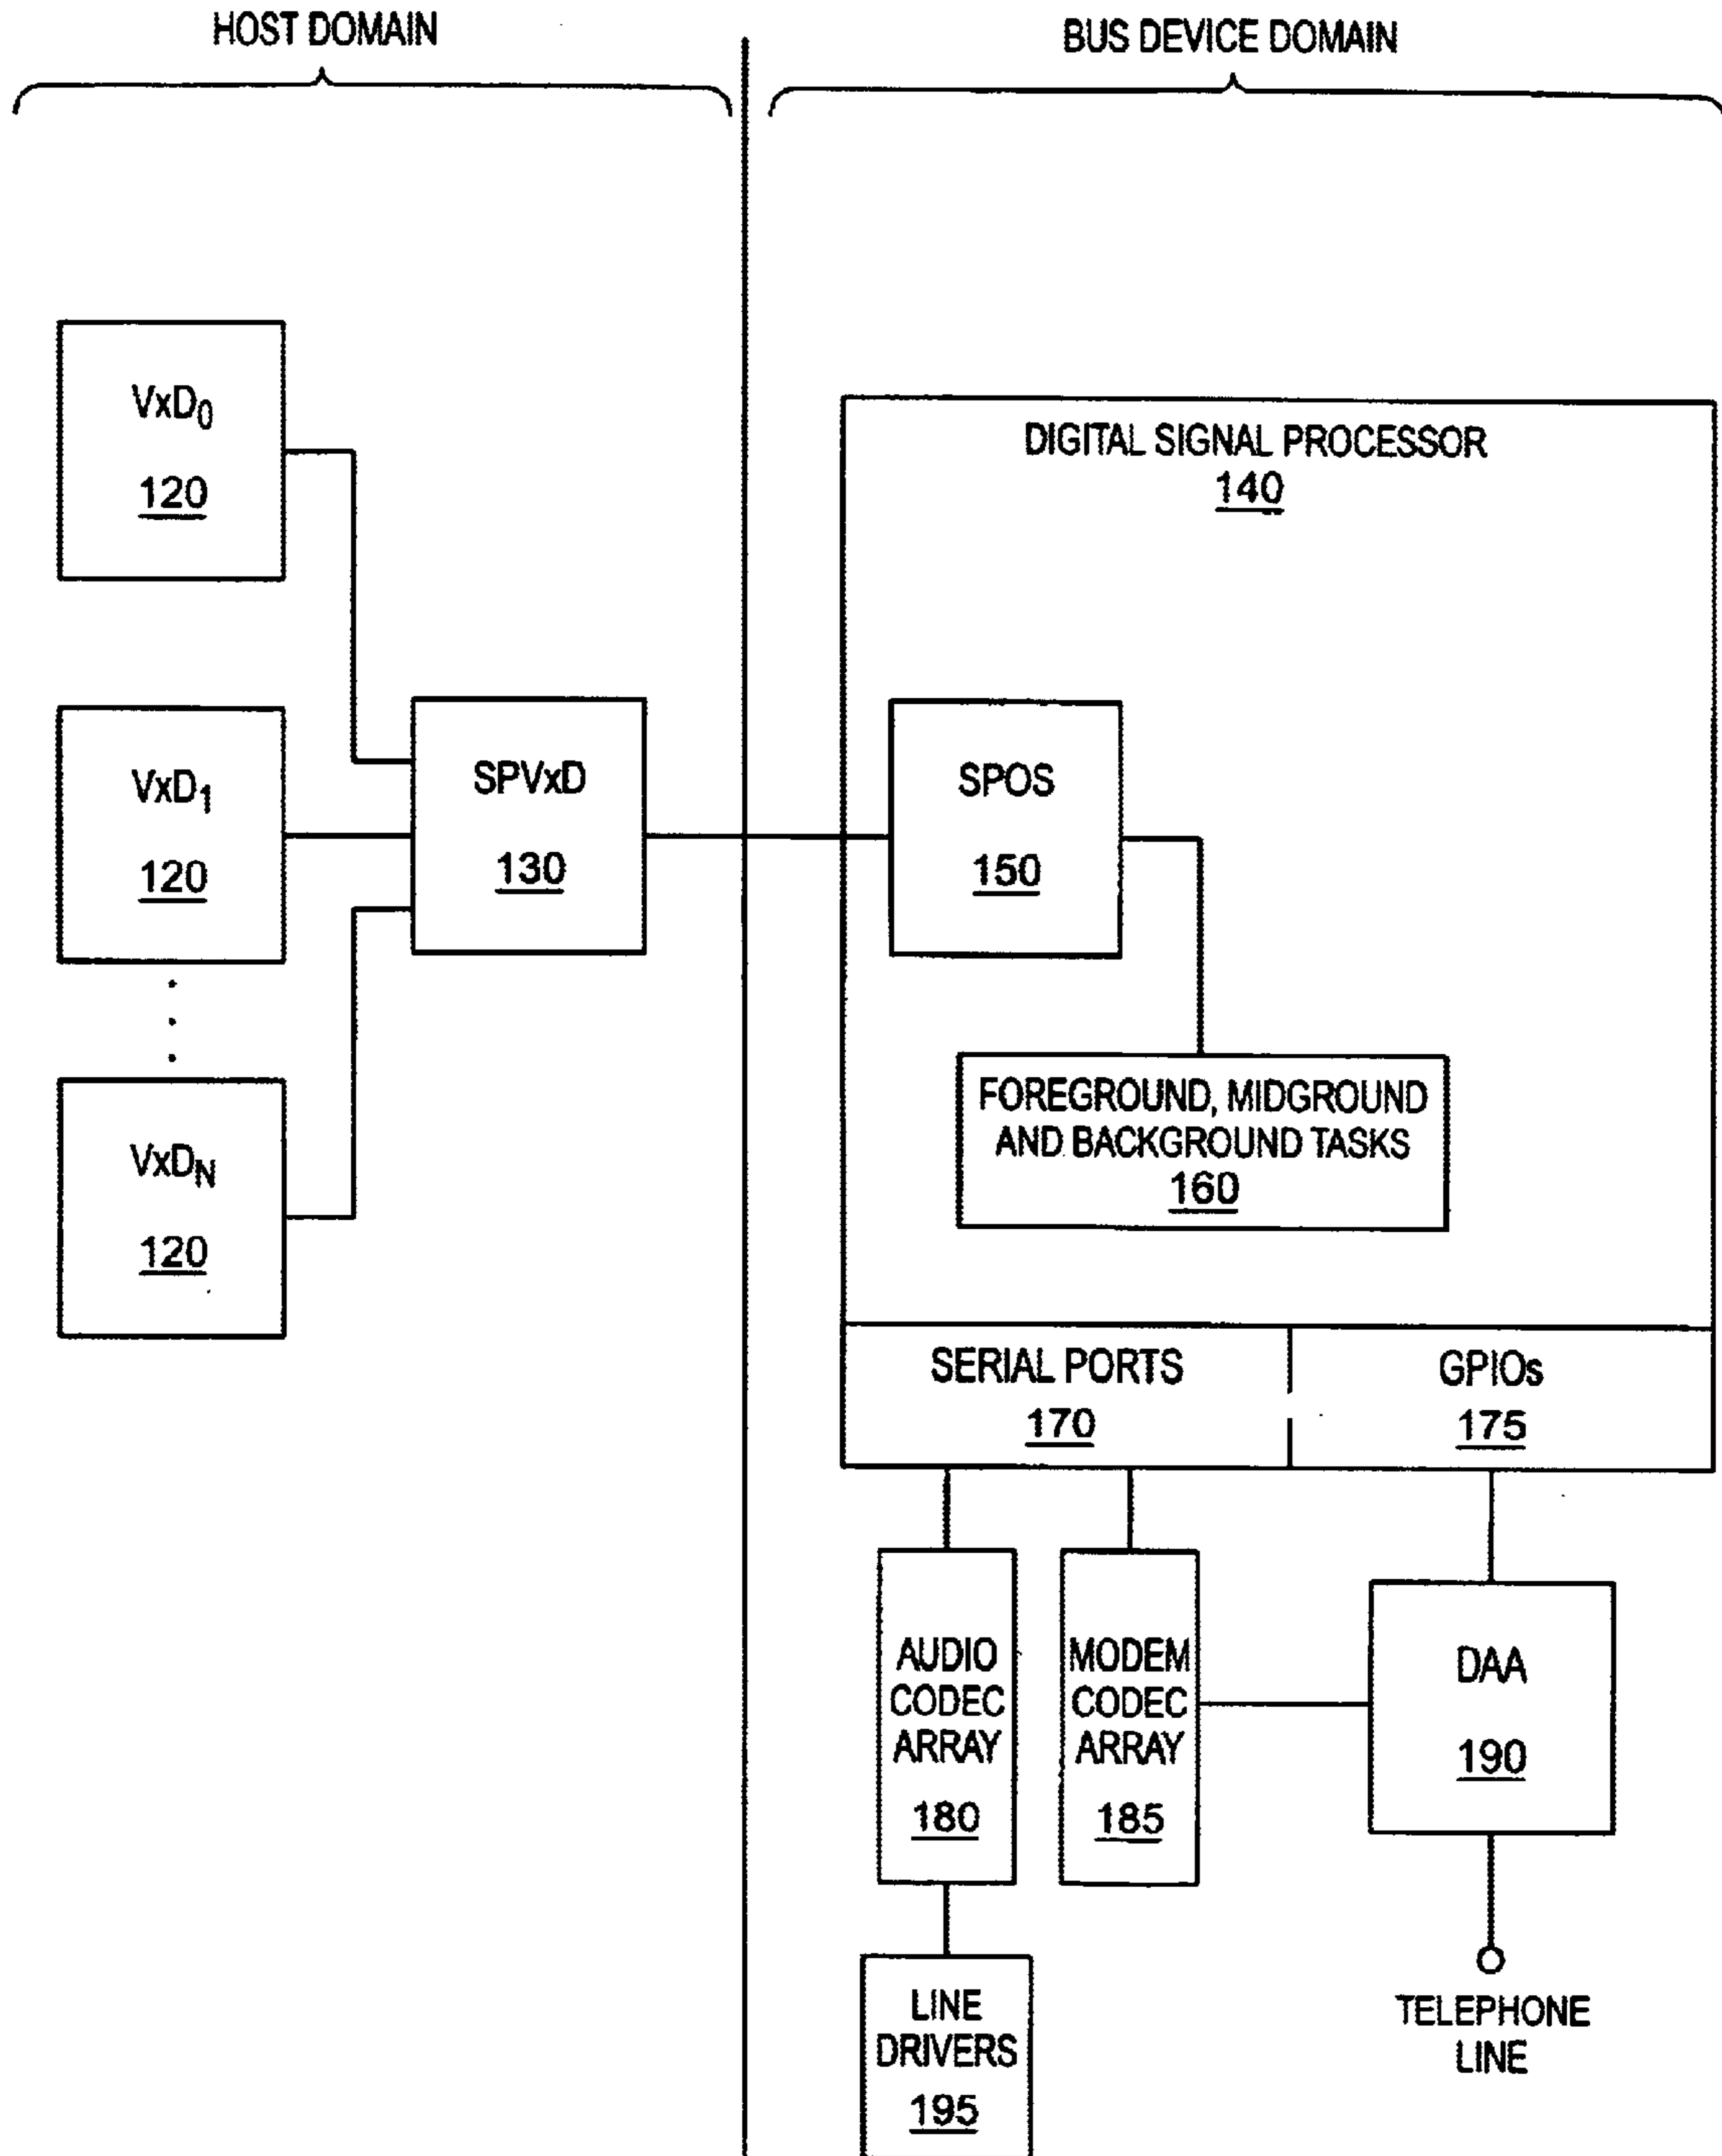 HOST DOMAIN
BUS DEVICE DOMAIN
VxD₀
120
VxD₁
120
VxD_N
120
SPVxD
130
DIGITAL SIGNAL PROCESSOR
140
SPOS
150
FOREGROUND, MIDGROUND
AND BACKGROUND TASKS
160
SERIAL PORTS
170
GPIOs
175
AUDIO
CODEC
ARRAY
180
MODEM
CODEC
ARRAY
185
DAA
190
LINE
DRIVERS
195
TELEPHONE
LINE